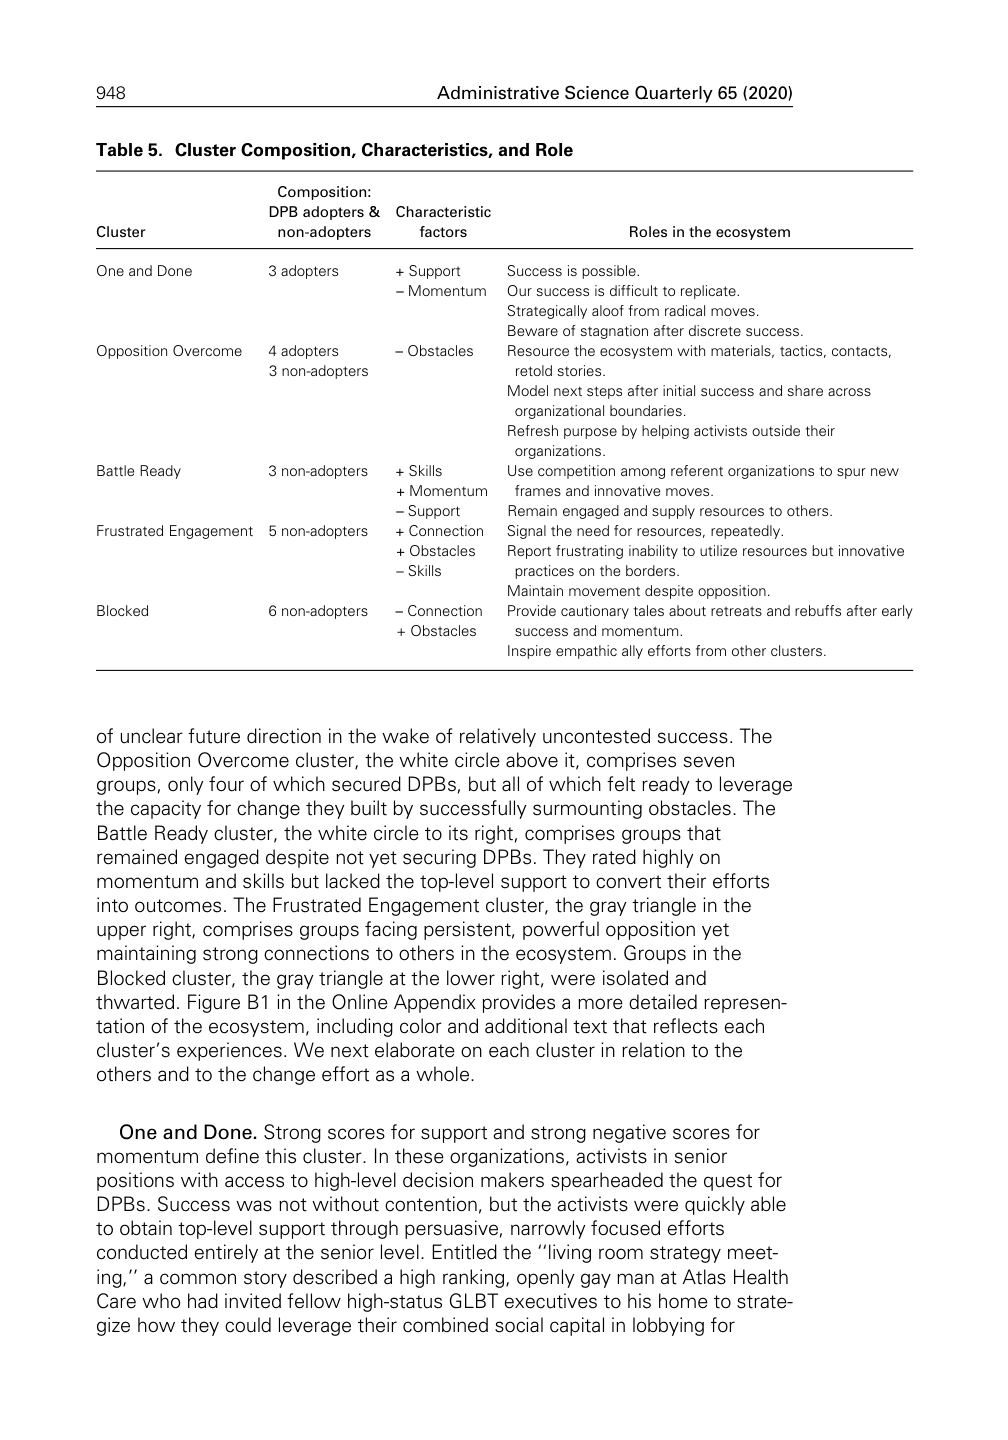 948
Administrative Science Quarterly 65 (2020)
Table 5. Cluster Composition, Characteristics, and Role
Cluster
Composition:
DPB adopters &
non-adopters
Characteristic
factors
Roles in the ecosystem
One and Done 3 adopters + Support Success is possible.
– Momentum Our success is difficult to replicate.
Strategically aloof from radical moves.
Beware of stagnation after discrete success.
Opposition Overcome 4 adopters – Obstacles Resource the ecosystem with materials, tactics, contacts,
3 non-adopters retold stories.
Model next steps after initial success and share across
organizational boundaries.
Refresh purpose by helping activists outside their
organizations.
Battle Ready 3 non-adopters + Skills Use competition among referent organizations to spur new
+ Momentum frames and innovative moves.
– Support Remain engaged and supply resources to others.
Frustrated Engagement 5 non-adopters + Connection Signal the need for resources, repeatedly.
+ Obstacles Report frustrating inability to utilize resources but innovative
– Skills practices on the borders.
Maintain movement despite opposition.
Blocked 6 non-adopters – Connection Provide cautionary tales about retreats and rebuffs after early
+ Obstacles success and momentum.
Inspire empathic ally efforts from other clusters.
of unclear future direction in the wake of relatively uncontested success. The
Opposition Overcome cluster, the white circle above it, comprises seven
groups, only four of which secured DPBs, but all of which felt ready to leverage
the capacity for change they built by successfully surmounting obstacles. The
Battle Ready cluster, the white circle to its right, comprises groups that
remained engaged despite not yet securing DPBs. They rated highly on
momentum and skills but lacked the top-level support to convert their efforts
into outcomes. The Frustrated Engagement cluster, the gray triangle in the
upper right, comprises groups facing persistent, powerful opposition yet
maintaining strong connections to others in the ecosystem. Groups in the
Blocked cluster, the gray triangle at the lower right, were isolated and
thwarted. Figure B1 in the Online Appendix provides a more detailed represen-
tation of the ecosystem, including color and additional text that reflects each
cluster's experiences. We next elaborate on each cluster in relation to the
others and to the change effort as a whole.
One and Done. Strong scores for support and strong negative scores for
momentum define this cluster. In these organizations, activists in senior
positions with access to high-level decision makers spearheaded the quest for
DPBs. Success was not without contention, but the activists were quickly able
to obtain top-level support through persuasive, narrowly focused efforts
conducted entirely at the senior level. Entitled the ''living room strategy meet-
ing,'' a common story described a high ranking, openly gay man at Atlas Health
Care who had invited fellow high-status GLBT executives to his home to strate-
gize how they could leverage their combined social capital in lobbying for